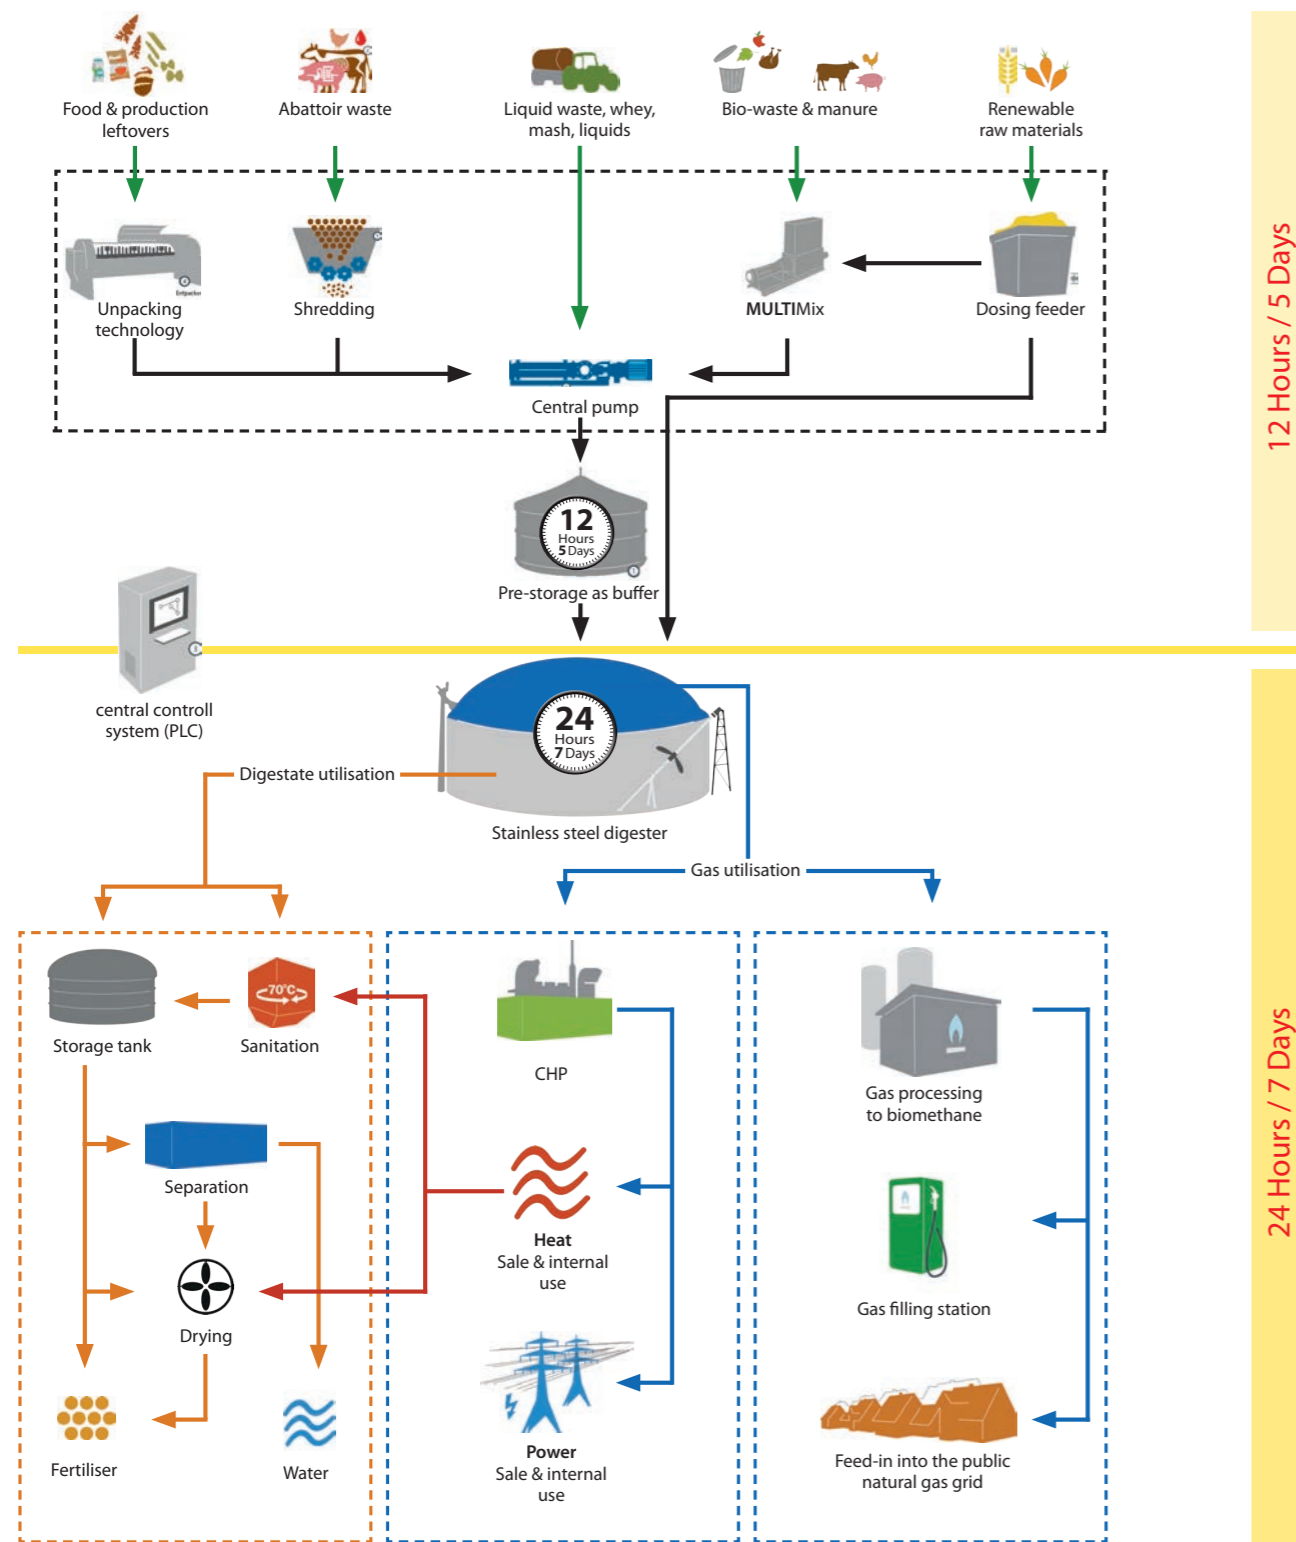 Food & production
leftovers
Abattoir waste
Liquid waste, whey,
mash, liquids
Bio-waste & manure
Renewable
raw materials
Unpacking
technology
Shredding
MULTIMix
Dosing feeder
Central pump
12
Hours
5 Days
Pre-storage as buffer
12 Hours / 5 Days
central controll
system (PLC)
24
Hours
7 Days
Digestate utilisation
Stainless steel digester
Gas utilisation
70°C
Storage tank
Sanitation
CHP
Gas processing
to biomethane
Separation
Heat
Sale & internal
use
Gas filling station
Drying
Fertiliser
Water
Power
Sale & internal
use
Feed-in into the public
natural gas grid
24 Hours / 7 Days